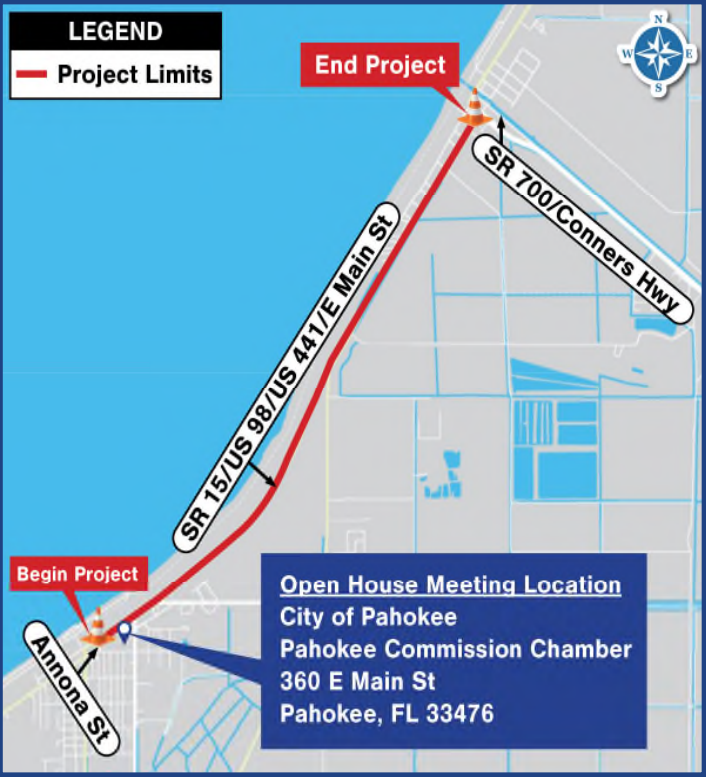 LEGEND
Project Limits
N
W
E
S
End Project
SR 700/Conners Hwy
SR 15/US 98/US 441/E Main St
Begin Project
Annona St
Open House Meeting Location
City of Pahokee
Pahokee Commission Chamber
360 E Main St
Pahokee, FL 33476